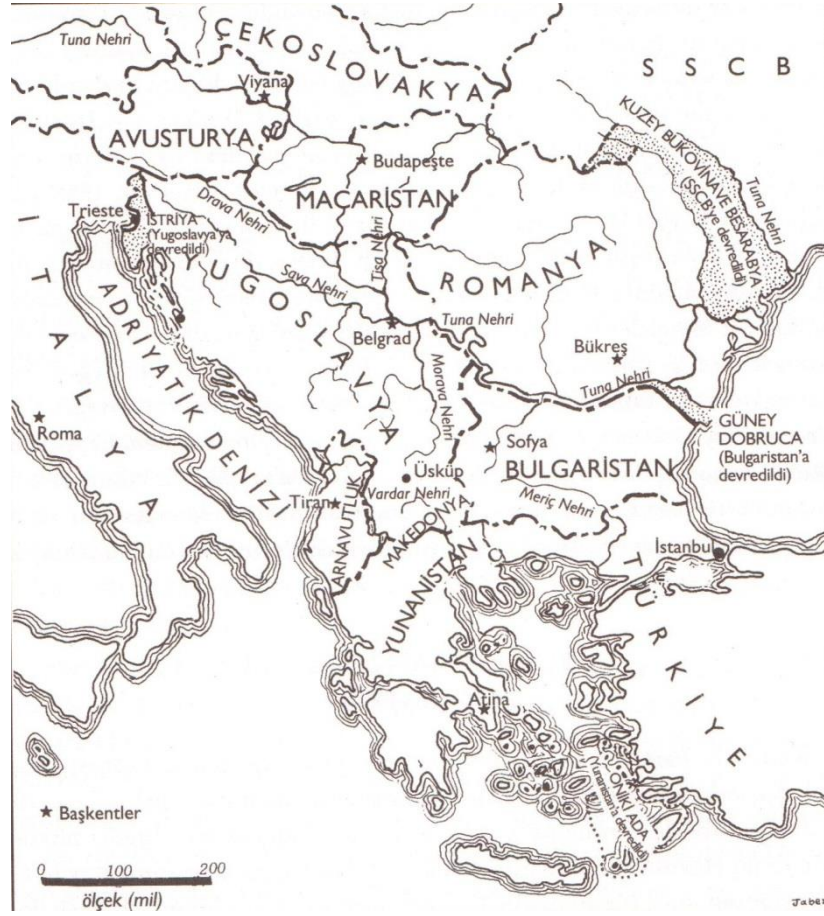 Tuna Nehri
ÇEKOSLOVAKYA
Viyana
S S C B
AVUSTURYA
Budapeşte
MACARİSTAN
KUZEY BUKOVİNA VE BESARABYA
(SSCB'ye devredildi)
Tuna Nehri
Trieste
İSTRİYA
(Yugoslavya'ya
devredildi)
Drava Nehri
Tisa Nehri
ROMANYA
İTALYA
YUGOSLAVYA
Sava Nehri
Belgrad
Tuna Nehri
Bükreş
Tuna Nehri
ADRİYATİK DENİZİ
Morava Nehri
Roma
Sofya
GÜNEY
DOBRUCA
(Bulgaristan'a
devredildi)
BULGARİSTAN
Üsküp
Tiran
Vardar Nehri
Meriç Nehri
ARNAVUTLUK
MAKEDONYA
İstanbul
YUNANİSTAN
TÜRKİYE
Atina
ONİKİ ADA
(Yunanistan'a devredildi)
★ Başkentler
0 100 200
ölçek (mil)
Jaber